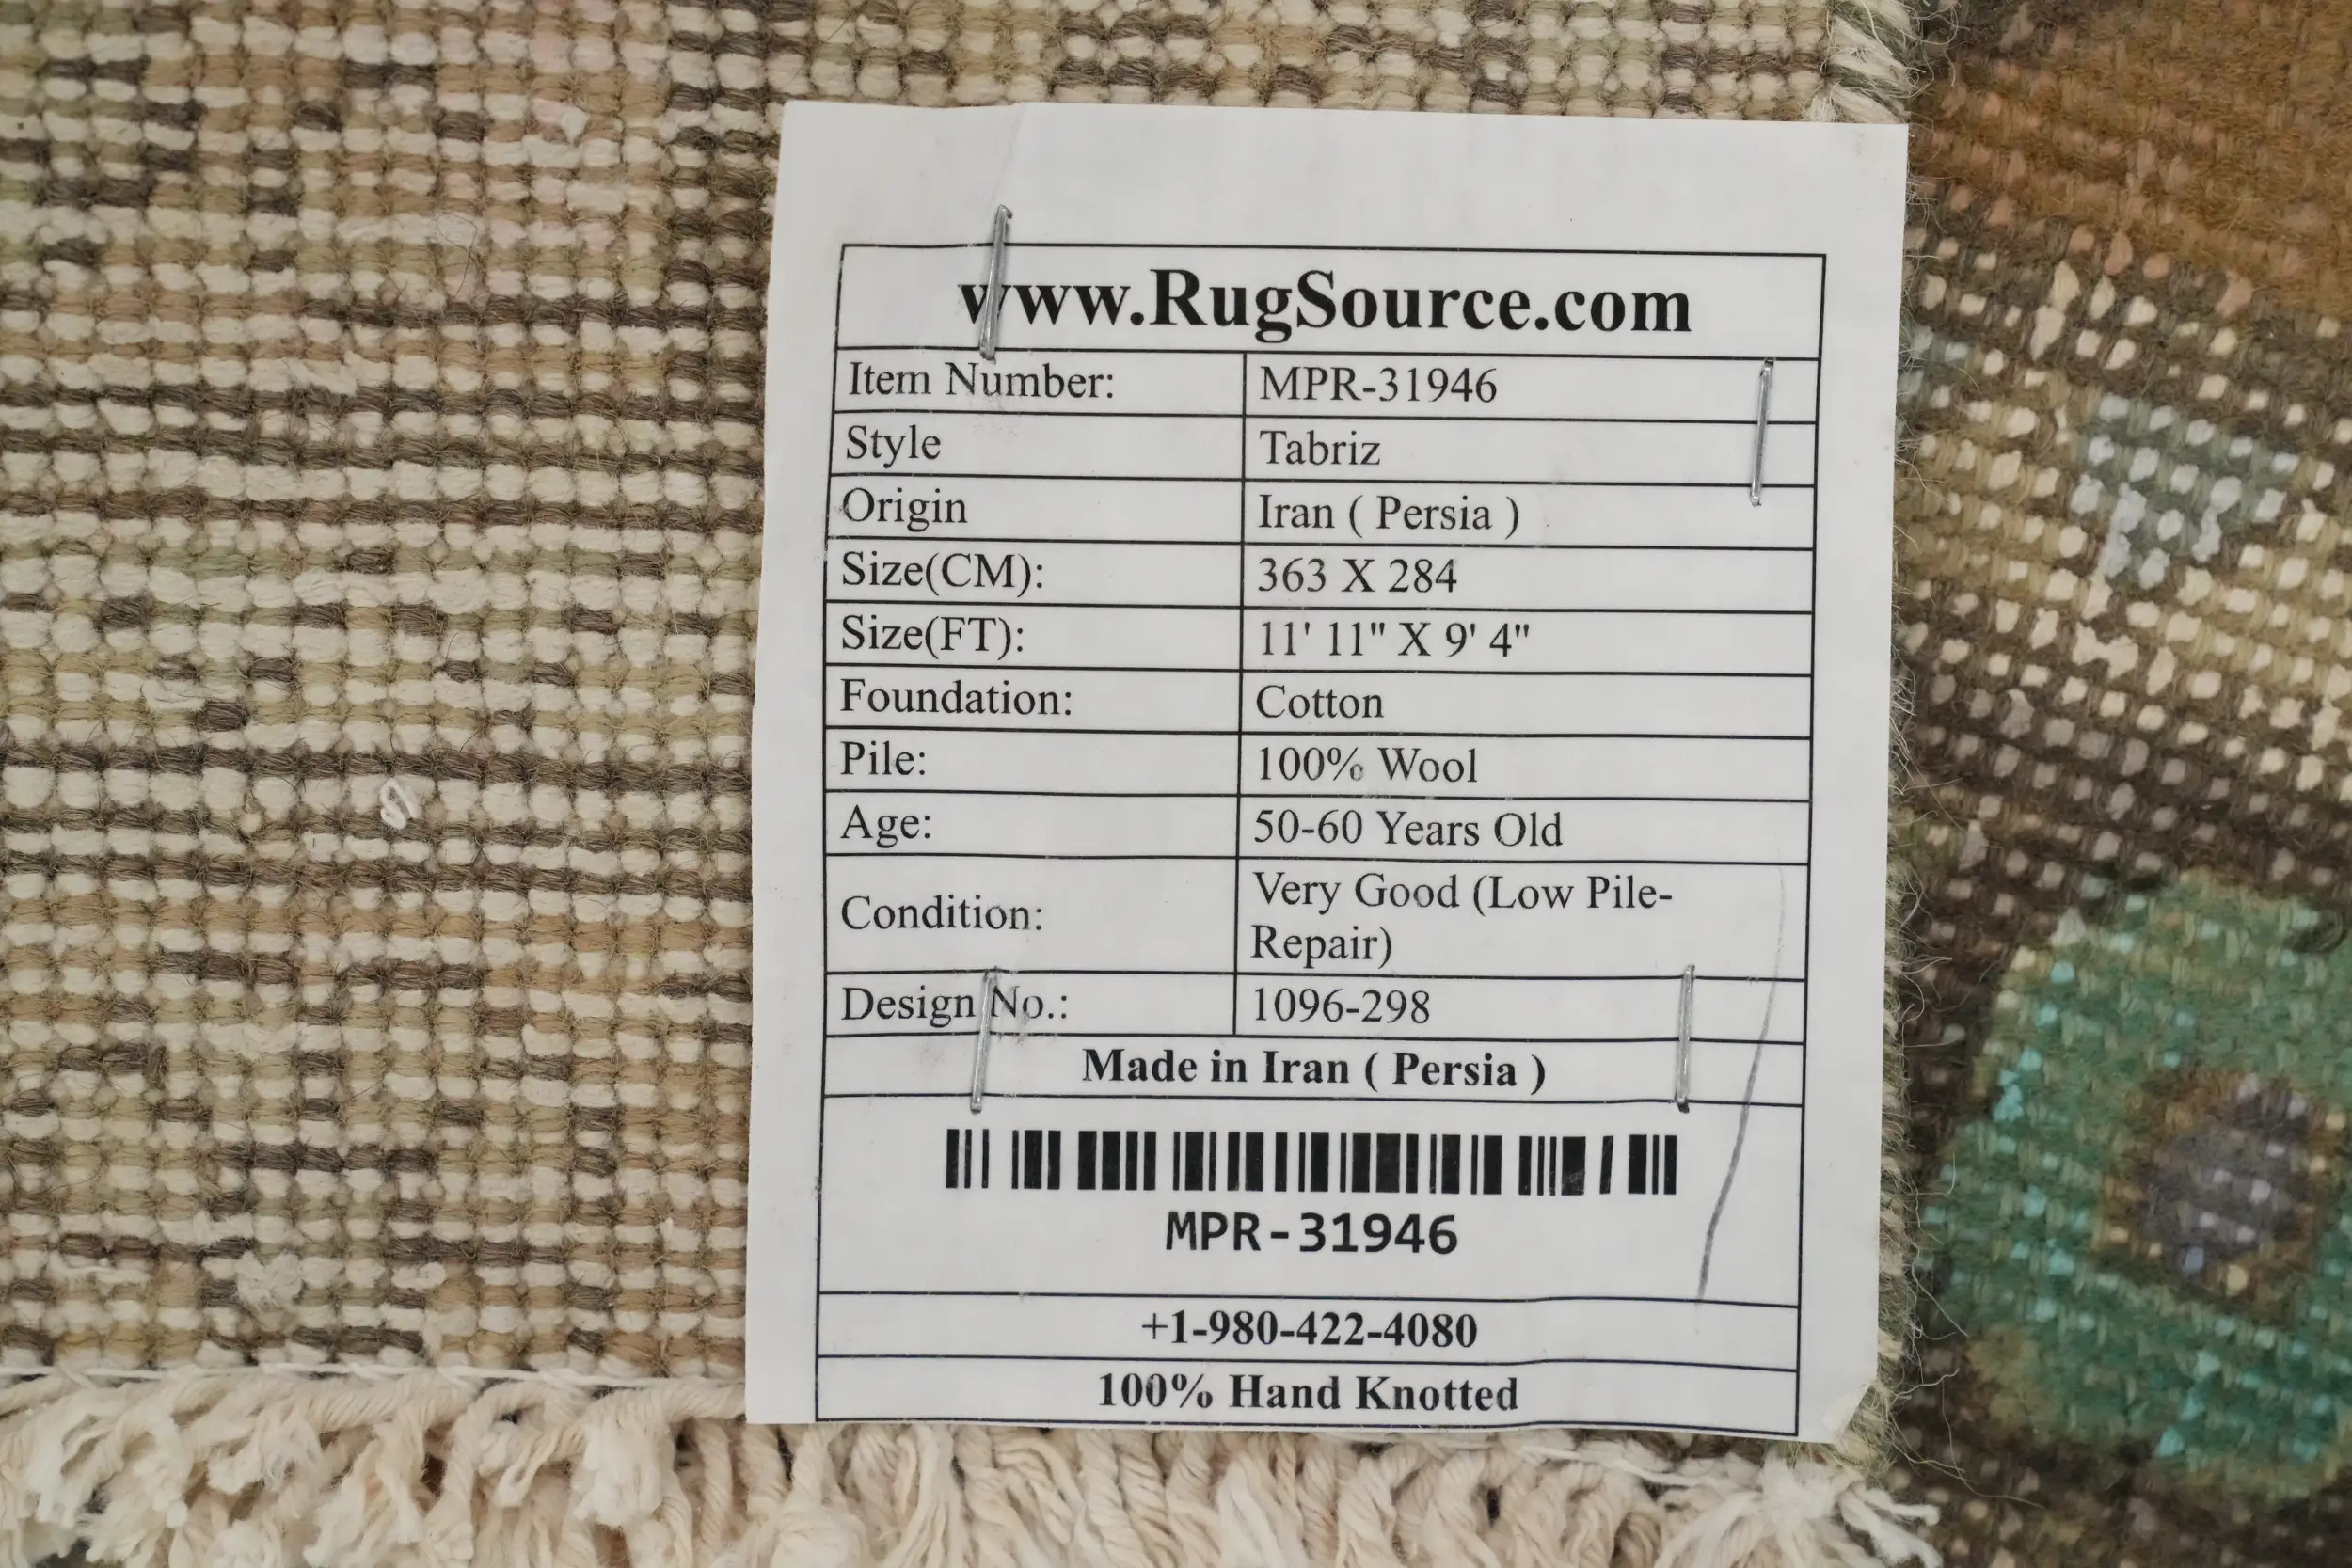 www.RugSource.com
Item Number: MPR-31946
Style Tabriz
Origin Iran ( Persia )
Size(CM): 363 X 284
Size(FT): 11' 11" X 9' 4"
Foundation: Cotton
Pile: 100% Wool
Age: 50-60 Years Old
Condition: Very Good (Low Pile-
Repair)
Design No.: 1096-298
Made in Iran ( Persia )
MPR-31946
+1-980-422-4080
100% Hand Knotted